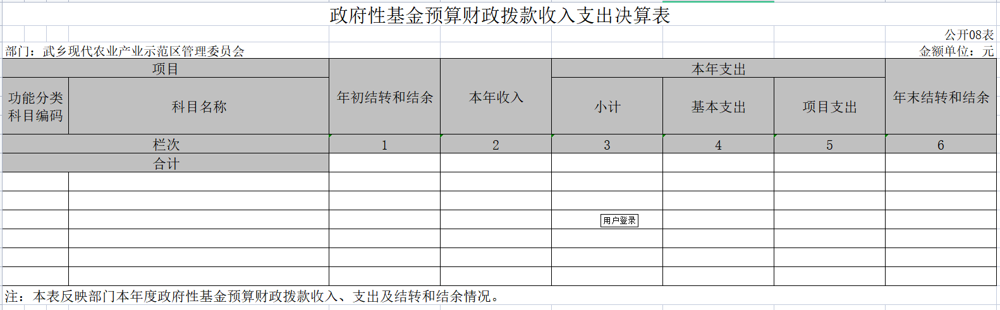 政府性基金预算财政拨款收入支出决算表
公开08表
部门：武乡现代农业产业示范区管理委员会 金额单位：元
项目 年初结转和结余 本年收入 本年支出 年末结转和结余
功能分类
科目编码 科目名称 小计 基本支出 项目支出
栏次 1 2 3 4 5 6
合计
用户登录
注：本表反映部门本年度政府性基金预算财政拨款收入、支出及结转和结余情况。